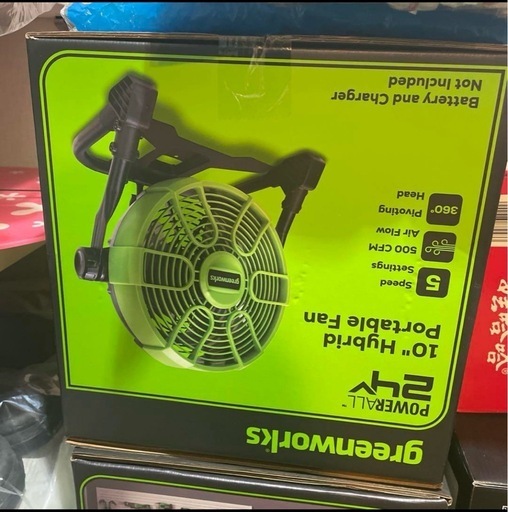 greenworks
POWERALL™
24V
10" Hybrid
Portable Fan
5 Speed
Settings
500 CFM
Air Flow
360° Pivoting
Head
Battery and Charger
Not Included
greenworks